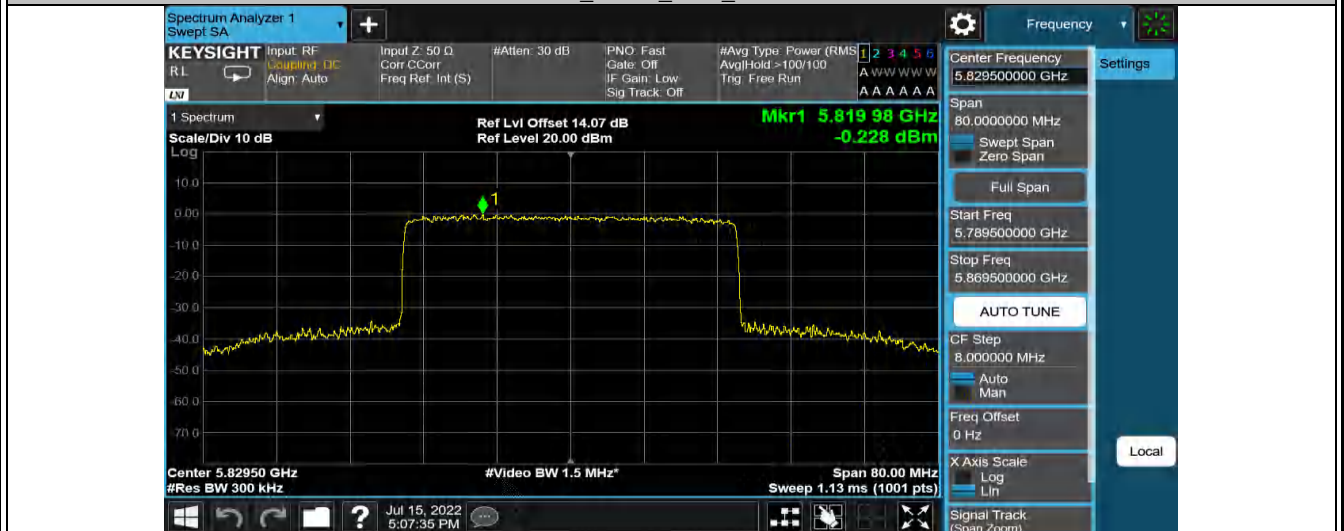 Spectrum Analyzer 1
Swept SA
Frequency
KEYSIGHT
RL
LXI
Input: RF
Coupling: DC
Align: Auto
Input Z: 50 Ω
Corr CCorr
Freq Ref: Int (S)
#Atten: 30 dB
PNO: Fast
Gate: Off
IF Gain: Low
Sig Track: Off
#Avg Type: Power (RMS
Avg|Hold >100/100
Trig: Free Run
1 2 3 4 5 6
A W W W W W
A A A A A A
Center Frequency
5.829500000 GHz
Settings
1 Spectrum
Scale/Div 10 dB
Ref Lvl Offset 14.07 dB
Ref Level 20.00 dBm
Mkr1 5.819 98 GHz
-0.228 dBm
Log
10.0
0.00
-10.0
-20.0
-30.0
-40.0
-50.0
-60.0
-70.0
1
Span
80.0000000 MHz
Swept Span
Zero Span
Full Span
Start Freq
5.789500000 GHz
Stop Freq
5.869500000 GHz
AUTO TUNE
CF Step
8.000000 MHz
Auto
Man
Freq Offset
0 Hz
X Axis Scale
Log
Lin
Signal Track
(Span Zoom)
Local
Center 5.82950 GHz
#Res BW 300 kHz
#Video BW 1.5 MHz*
Span 80.00 MHz
Sweep 1.13 ms (1001 pts)
?
Jul 15, 2022
5:07:35 PM